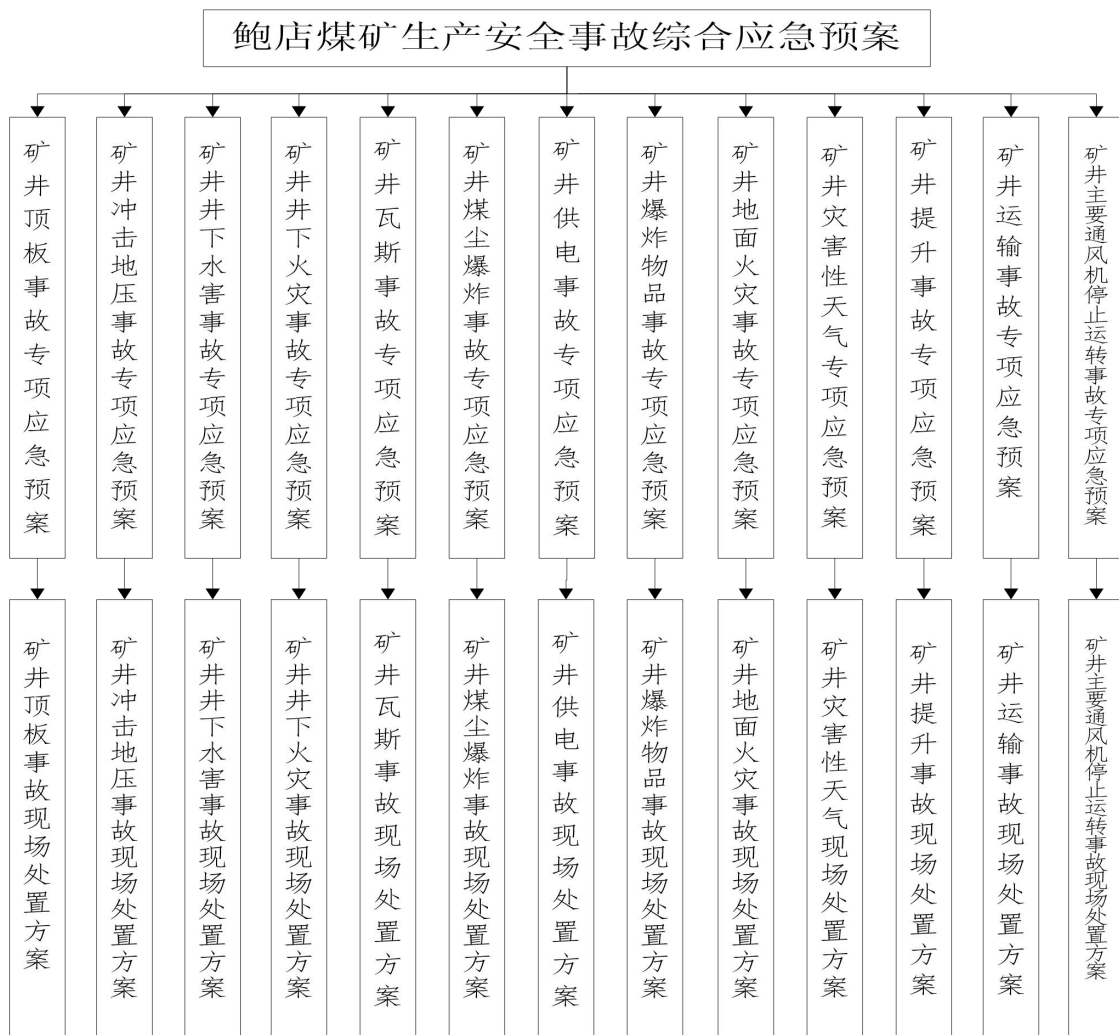 鲍店煤矿生产安全事故综合应急预案
矿井顶板事故专项应急预案
矿井冲击地压事故专项应急预案
矿井井下水害事故专项应急预案
矿井井下火灾事故专项应急预案
矿井瓦斯事故专项应急预案
矿井煤尘爆炸事故专项应急预案
矿井供电事故专项应急预案
矿井爆炸物品事故专项应急预案
矿井地面火灾事故专项应急预案
矿井灾害性天气专项应急预案
矿井提升事故专项应急预案
矿井运输事故专项应急预案
矿井主要通风机停止运转事故专项应急预案
矿井顶板事故现场处置方案
矿井冲击地压事故现场处置方案
矿井井下水害事故现场处置方案
矿井井下火灾事故现场处置方案
矿井瓦斯事故现场处置方案
矿井煤尘爆炸事故现场处置方案
矿井供电事故现场处置方案
矿井爆炸物品事故现场处置方案
矿井地面火灾事故现场处置方案
矿井灾害性天气现场处置方案
矿井提升事故现场处置方案
矿井运输事故现场处置方案
矿井主要通风机停止运转事故现场处置方案